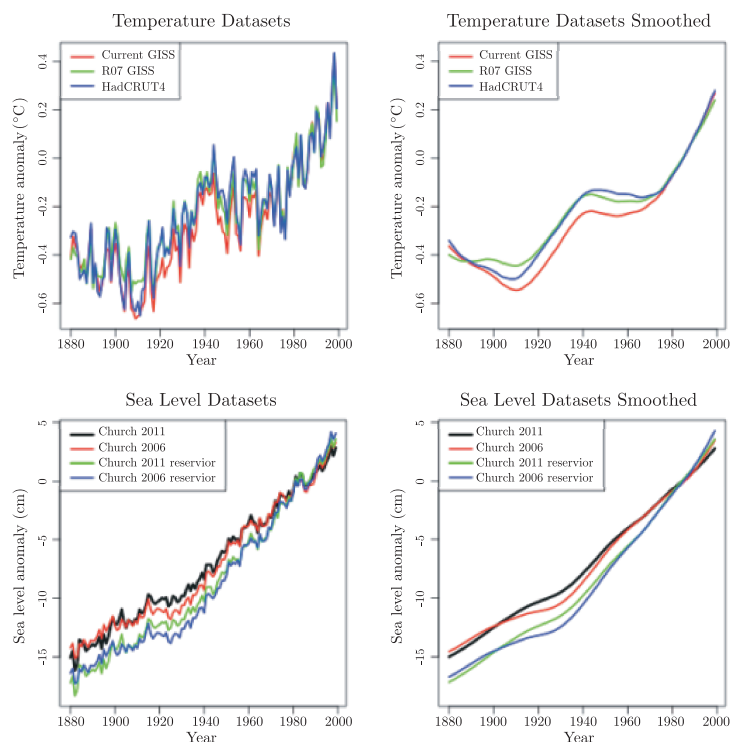 Temperature Datasets
Current GISS
R07 GISS
HadCRUT4
Temperature anomaly (°C)
0.4
0.2
0.0
-0.2
-0.4
-0.6
1880 1900 1920 1940 1960 1980 2000
Year
Temperature Datasets Smoothed
Current GISS
R07 GISS
HadCRUT4
Temperature anomaly (°C)
0.4
0.2
0.0
-0.2
-0.4
-0.6
1880 1900 1920 1940 1960 1980 2000
Year
Sea Level Datasets
Church 2011
Church 2006
Church 2011 reservior
Church 2006 reservior
Sea level anomaly (cm)
-5
0
-5
-10
-15
1880 1900 1920 1940 1960 1980 2000
Year
Sea Level Datasets Smoothed
Church 2011
Church 2006
Church 2011 reservior
Church 2006 reservior
Sea level anomaly (cm)
-5
0
-5
-10
-15
1880 1900 1920 1940 1960 1980 2000
Year